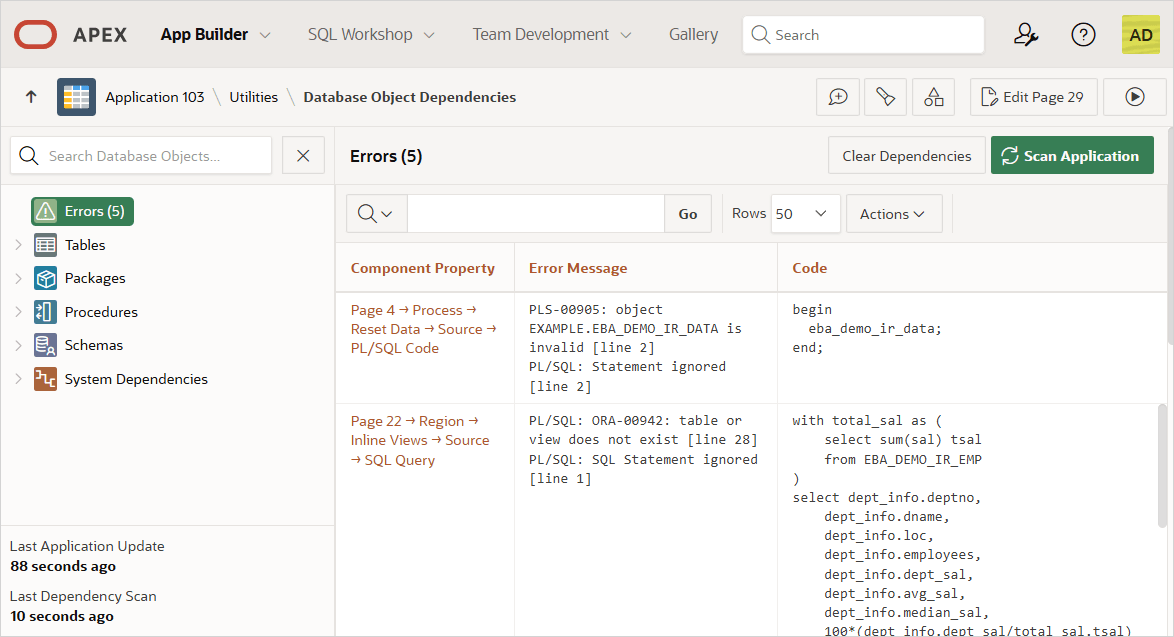 APEX
App Builder
SQL Workshop
Team Development
Gallery
Search
AD
Application 103 \ Utilities \ Database Object Dependencies
Edit Page 29
Search Database Objects...
Errors (5)
Tables
Packages
Procedures
Schemas
System Dependencies
Last Application Update
88 seconds ago
Last Dependency Scan
10 seconds ago
Errors (5)
Clear Dependencies
Scan Application
Go
Rows
50
Actions
Component Property
Error Message
Code
Page 4 → Process →
Reset Data → Source →
PL/SQL Code
PLS-00905: object
EXAMPLE.EBA_DEMO_IR_DATA is
invalid [line 2]
PL/SQL: Statement ignored
[line 2]
begin
  eba_demo_ir_data;
end;
Page 22 → Region →
Inline Views → Source
→ SQL Query
PL/SQL: ORA-00942: table or
view does not exist [line 28]
PL/SQL: SQL Statement ignored
[line 1]
with total_sal as (
    select sum(sal) tsal
    from EBA_DEMO_IR_EMP
)
select dept_info.deptno,
    dept_info.dname,
    dept_info.loc,
    dept_info.employees,
    dept_info.dept_sal,
    dept_info.avg_sal,
    dept_info.median_sal,
    100*(dept_info.dept_sal/total_sal.tsal)